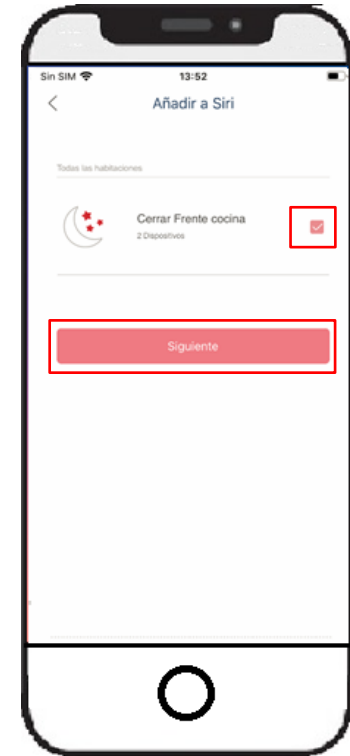 Sin SIM 13:52
Añadir a Siri
Todas las habitaciones
Cerrar Frente cocina
2 Dispositivos
Siguiente